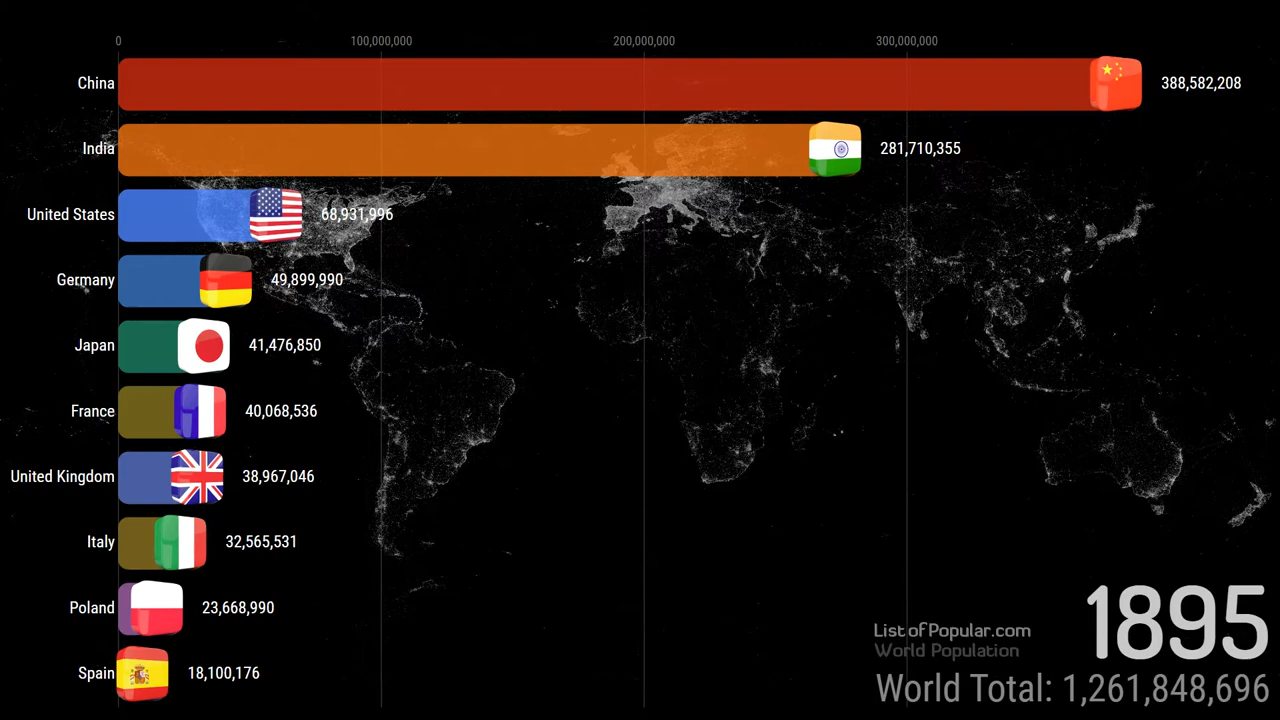 0 100,000,000 200,000,000 300,000,000
China 388,582,208
India 281,710,355
United States 68,931,996
Germany 49,899,990
Japan 41,476,850
France 40,068,536
United Kingdom 38,967,046
Italy 32,565,531
Poland 23,668,990
Spain 18,100,176
1895
ListofPopular.com
World Population
World Total: 1,261,848,696